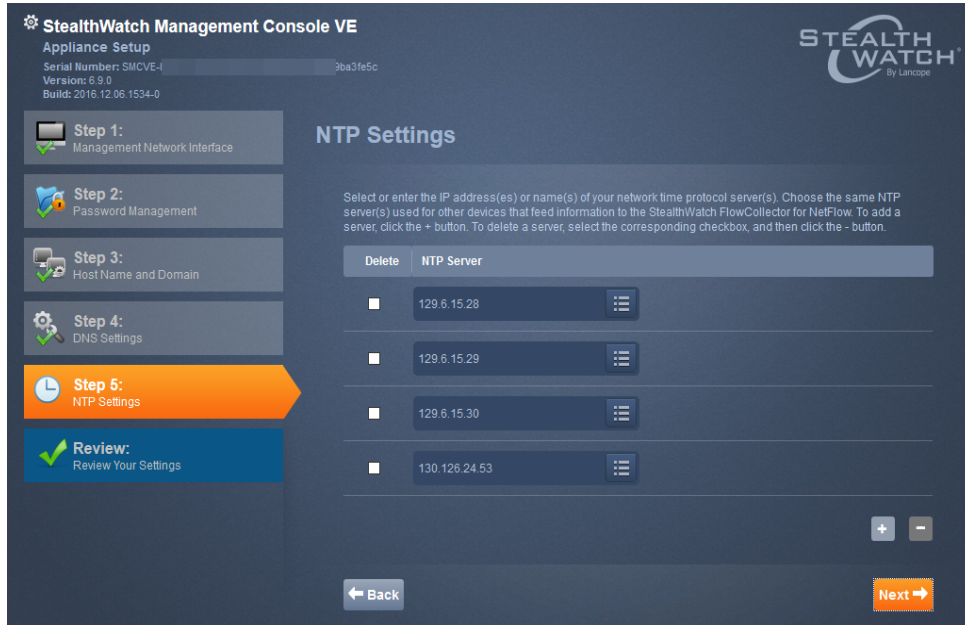 StealthWatch Management Console VE
Appliance Setup
Serial Number: SMCVE- 9ba3fe5c
Version: 6.9.0
Build: 2016.12.06.1534-0
STEALTH
WATCH
By Lancope
Step 1:
Management Network Interface
Step 2:
Password Management
Step 3:
Host Name and Domain
Step 4:
DNS Settings
Step 5:
NTP Settings
Review:
Review Your Settings
NTP Settings
Select or enter the IP address(es) or name(s) of your network time protocol server(s). Choose the same NTP
server(s) used for other devices that feed information to the StealthWatch FlowCollector for NetFlow. To add a
server, click the + button. To delete a server, select the corresponding checkbox, and then click the - button.
Delete NTP Server
129.6.15.28
129.6.15.29
129.6.15.30
130.126.24.53
+ -
Back
Next